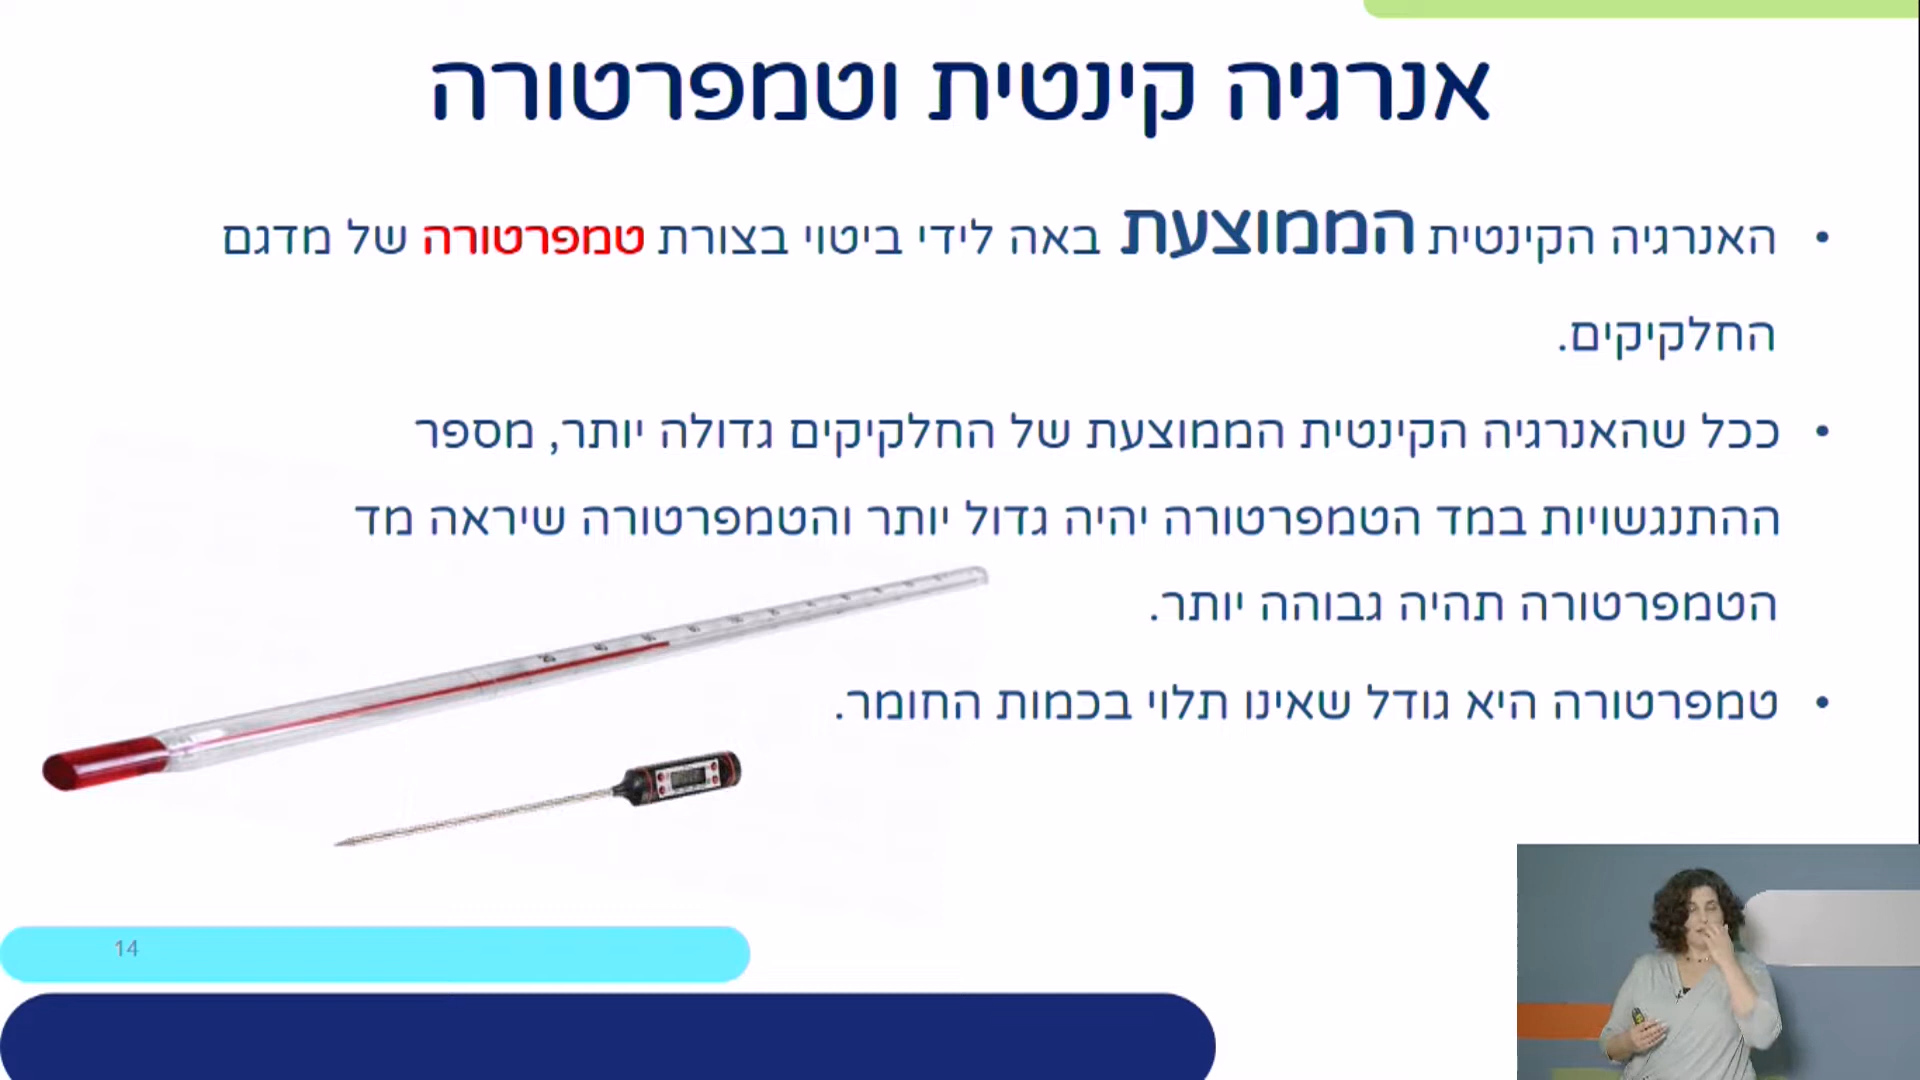 אנרגיה קינטית וטמפרטורה
• האנרגיה הקינטית הממוצעת באה לידי ביטוי בצורת טמפרטורה של מדגם
החלקיקים.
• ככל שהאנרגיה הקינטית הממוצעת של החלקיקים גדולה יותר, מספר
ההתנגשויות במד הטמפרטורה יהיה גדול יותר והטמפרטורה שיראה מד
הטמפרטורה תהיה גבוהה יותר.
• טמפרטורה היא גודל שאינו תלוי בכמות החומר.
14